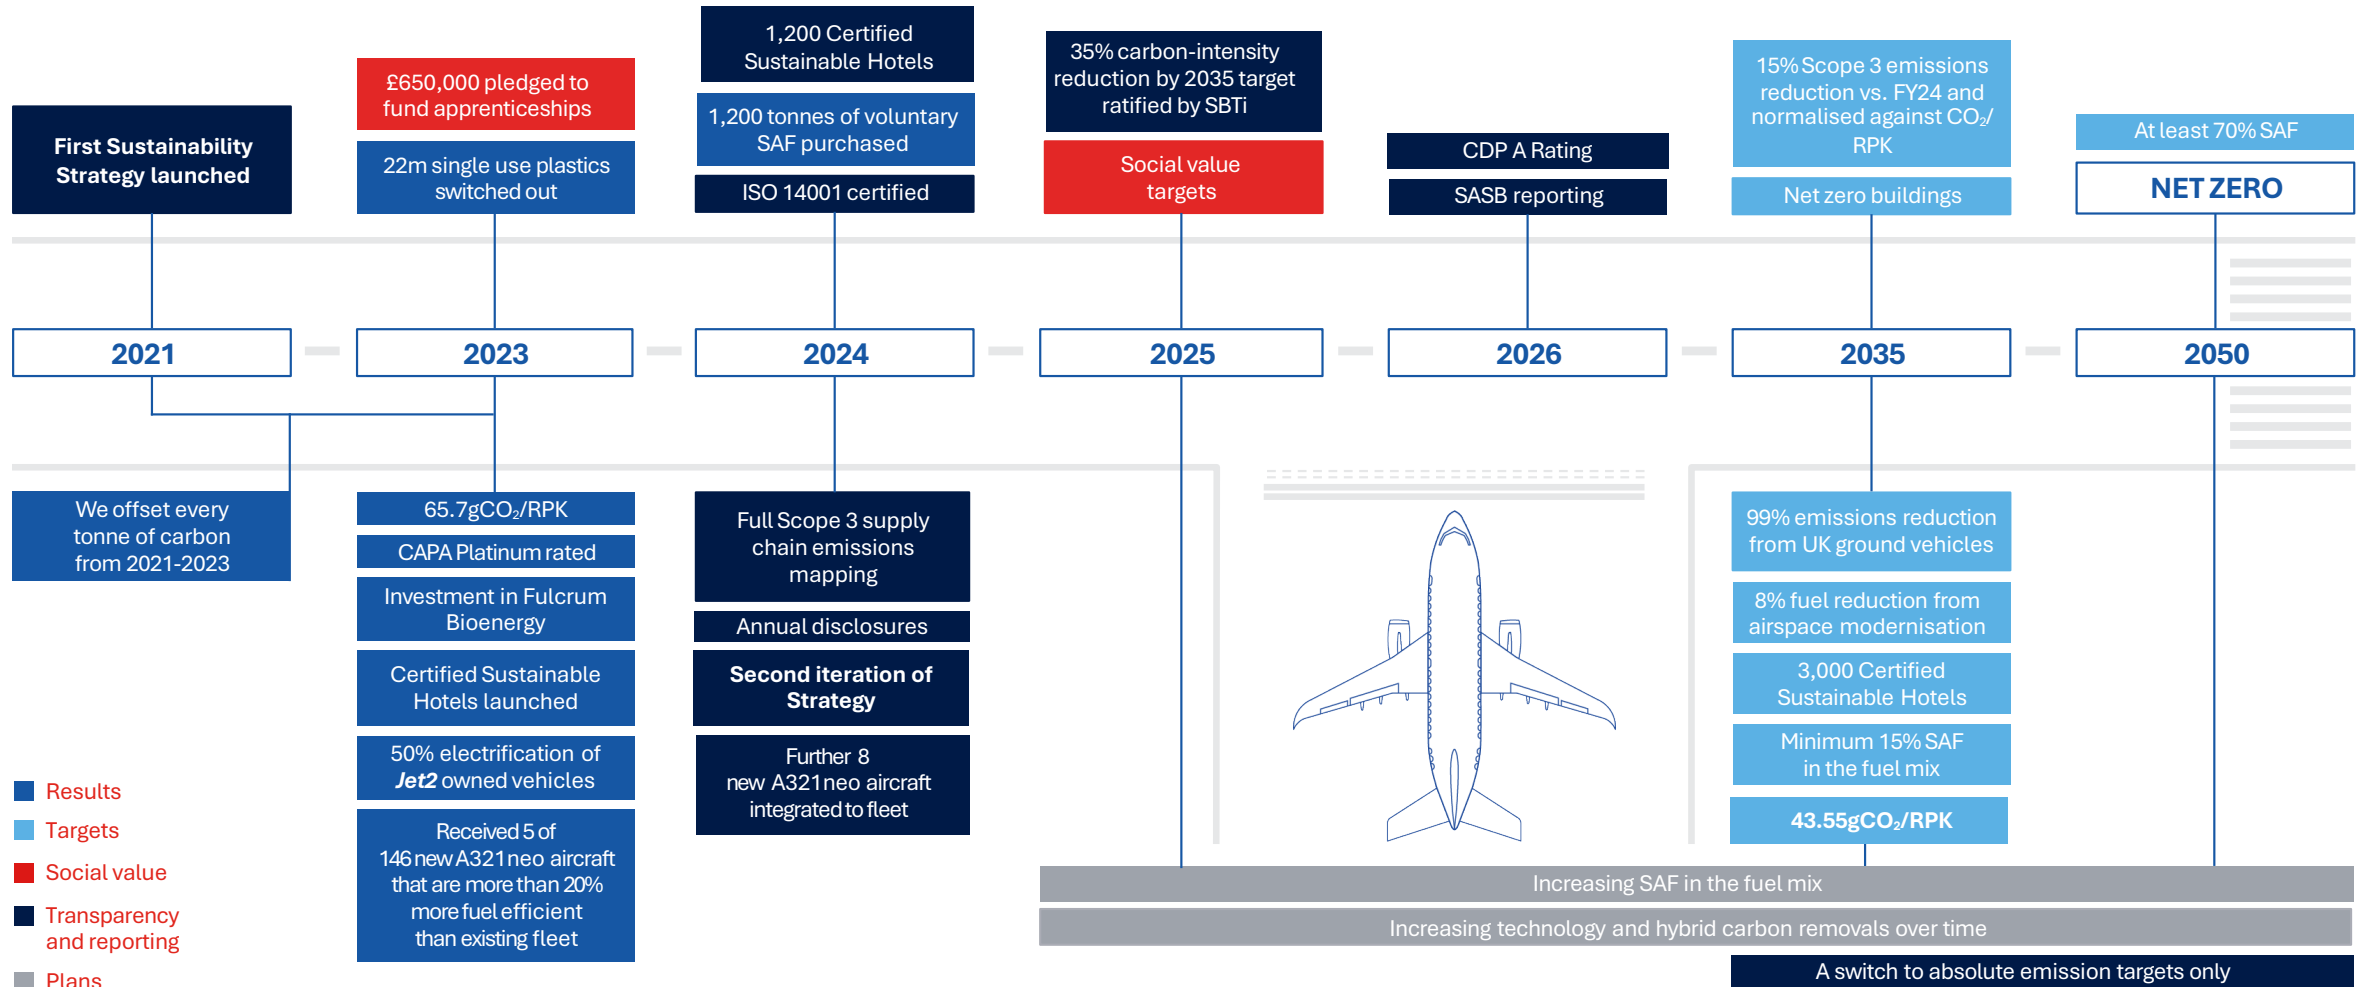 First Sustainability
Strategy launched
£650,000 pledged to
fund apprenticeships
22m single use plastics
switched out
1,200 Certified
Sustainable Hotels
1,200 tonnes of voluntary
SAF purchased
ISO 14001 certified
35% carbon-intensity
reduction by 2035 target
ratified by SBTi
Social value
targets
CDP A Rating
SASB reporting
15% Scope 3 emissions
reduction vs. FY24 and
normalised against CO₂/
RPK
Net zero buildings
At least 70% SAF
NET ZERO
2021
2023
2024
2025
2026
2035
2050
We offset every
tonne of carbon
from 2021-2023
65.7gCO₂/RPK
CAPA Platinum rated
Investment in Fulcrum
Bioenergy
Certified Sustainable
Hotels launched
50% electrification of
Jet2 owned vehicles
Received 5 of
146 new A321neo aircraft
that are more than 20%
more fuel efficient
than existing fleet
Full Scope 3 supply
chain emissions
mapping
Annual disclosures
Second iteration of
Strategy
Further 8
new A321neo aircraft
integrated to fleet
99% emissions reduction
from UK ground vehicles
8% fuel reduction from
airspace modernisation
3,000 Certified
Sustainable Hotels
Minimum 15% SAF
in the fuel mix
43.55gCO₂/RPK
Increasing SAF in the fuel mix
Increasing technology and hybrid carbon removals over time
A switch to absolute emission targets only
Results
Targets
Social value
Transparency
and reporting
Plans